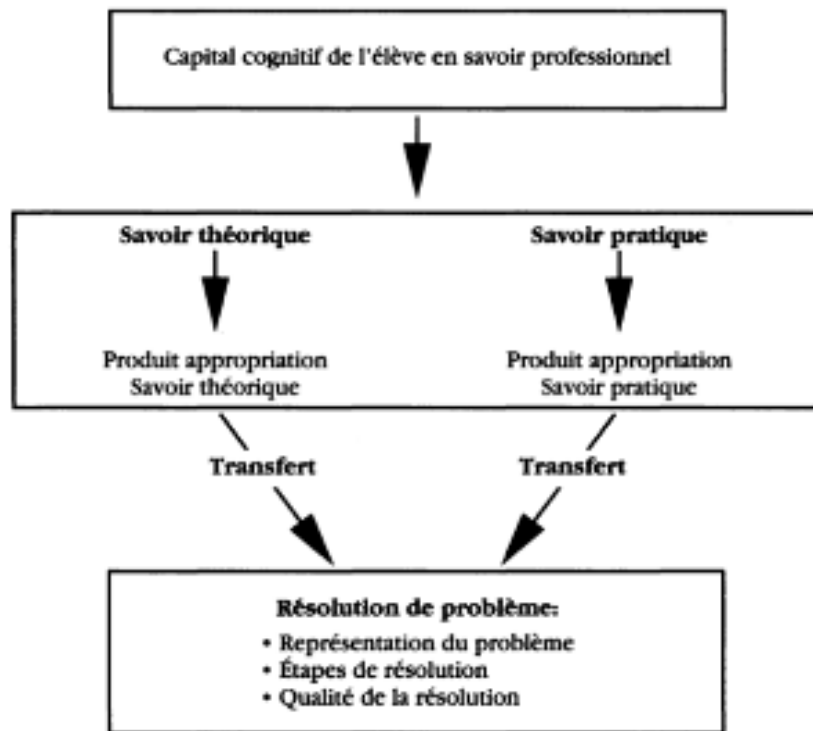 Capital cognitif de l'élève en savoir professionnel
Savoir théorique
Savoir pratique
Produit appropriation
Savoir théorique
Produit appropriation
Savoir pratique
Transfert
Transfert
Résolution de problème:
• Représentation du problème
• Étapes de résolution
• Qualité de la résolution